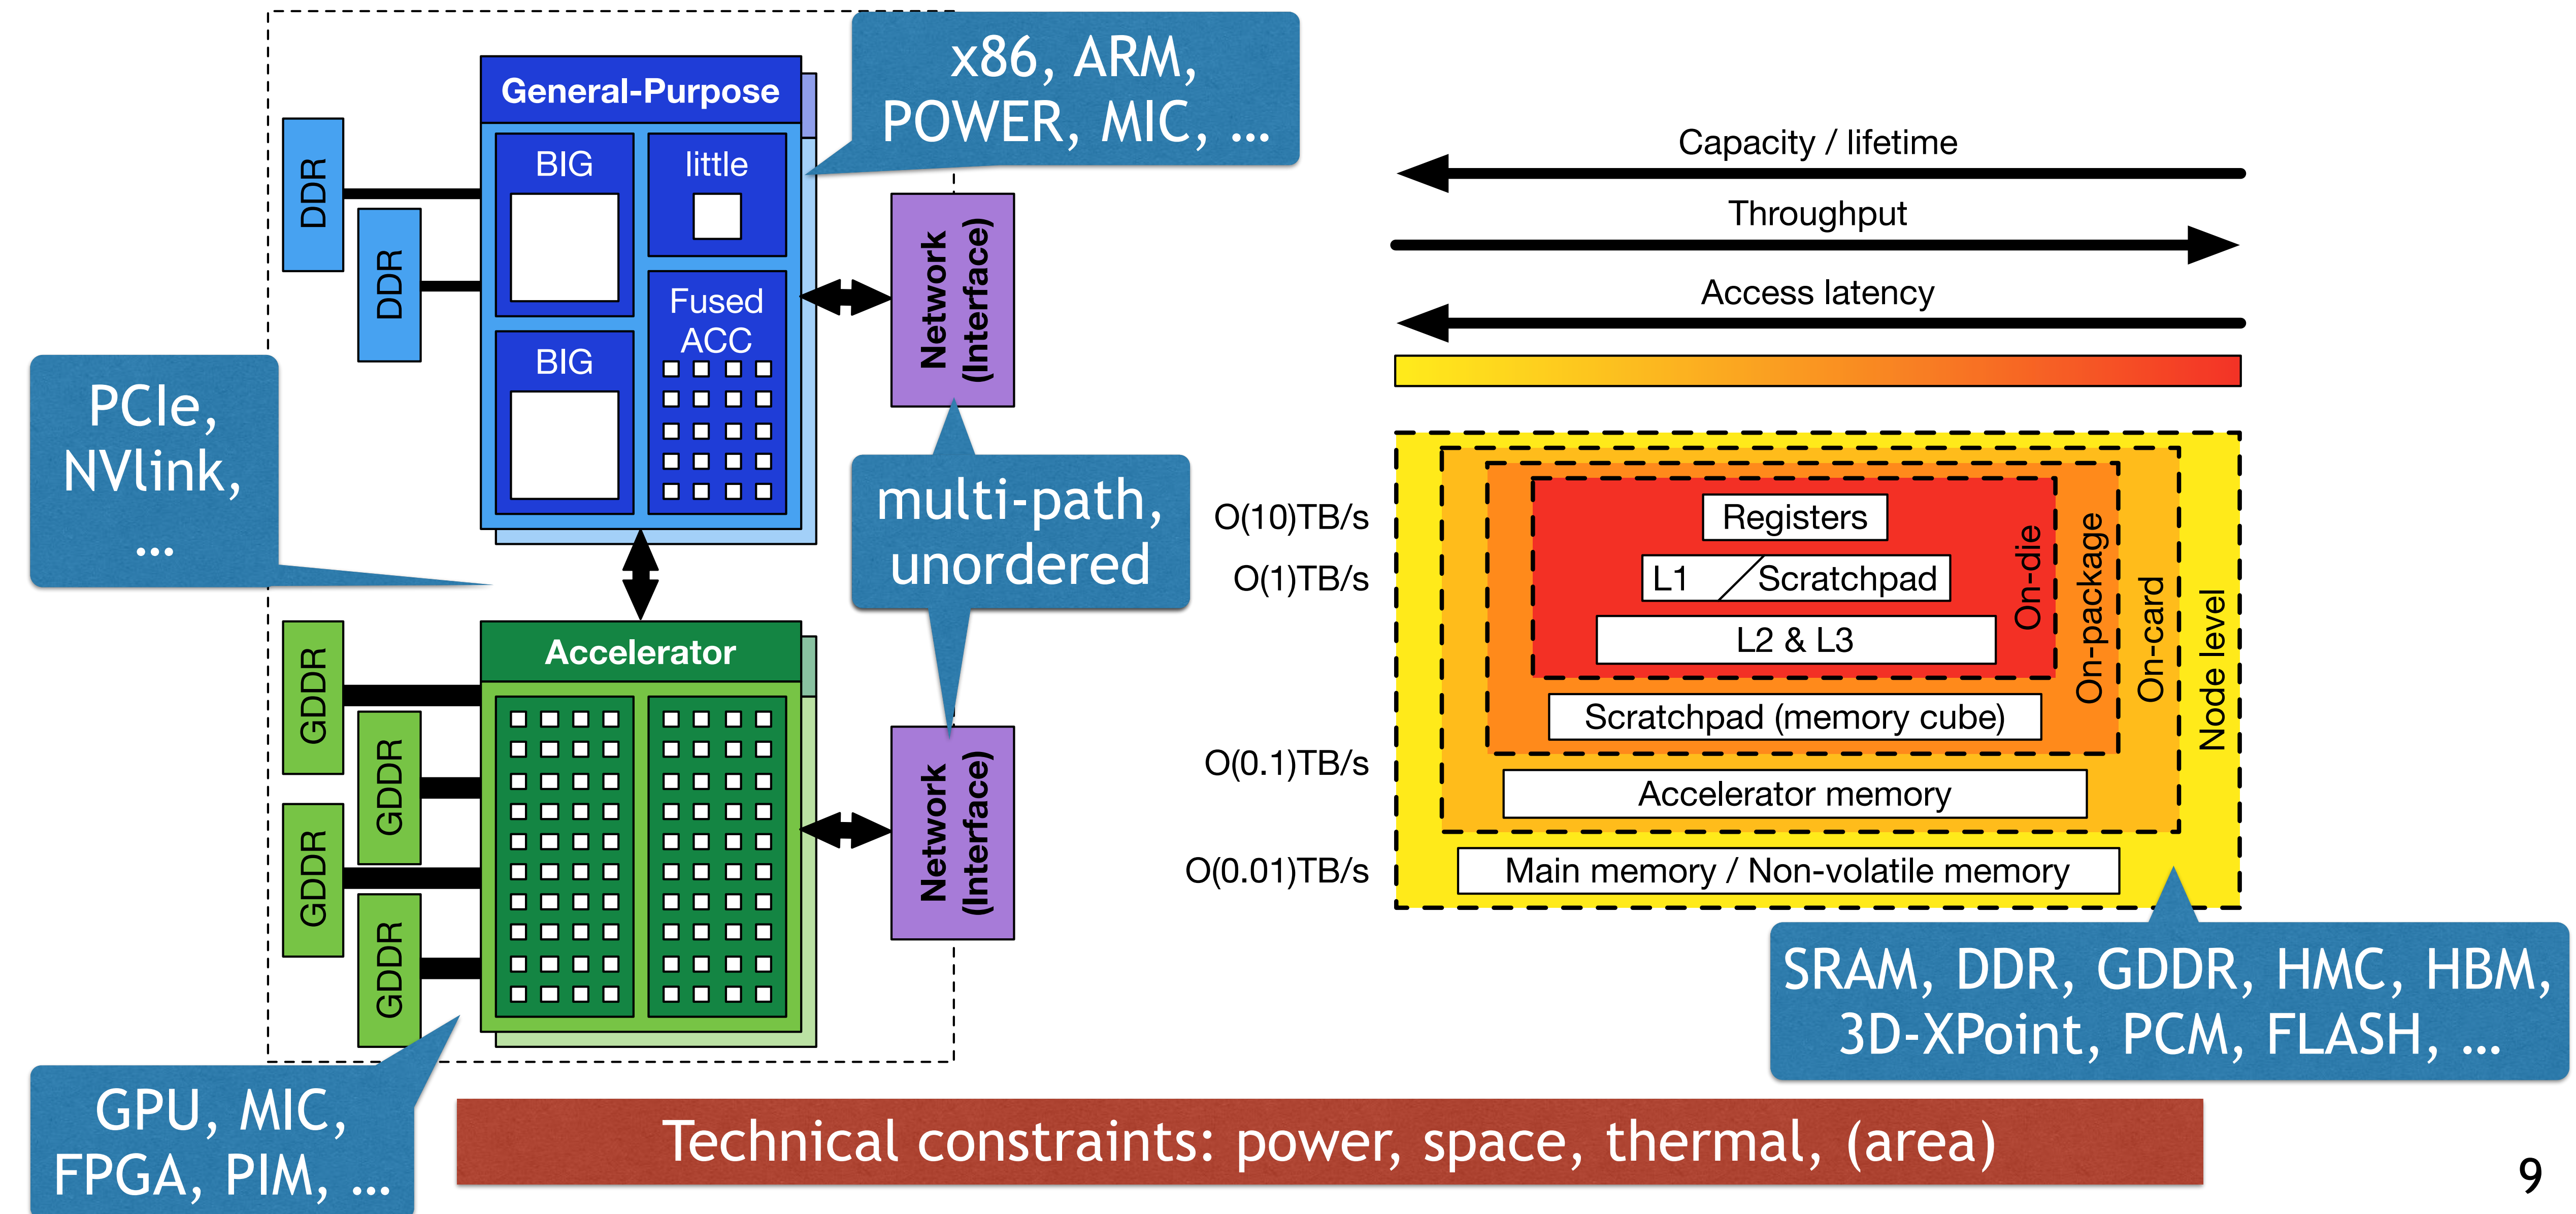 General-Purpose
BIG
little
BIG
Fused
ACC
DDR
DDR
x86, ARM,
POWER, MIC, …
Network
(Interface)
PCIe,
NVlink,
…
multi-path,
unordered
Accelerator
GDDR
GDDR
GDDR
GDDR
Network
(Interface)
GPU, MIC,
FPGA, PIM, …
Capacity / lifetime
Throughput
Access latency
O(10)TB/s
O(1)TB/s
O(0.1)TB/s
O(0.01)TB/s
Registers
L1 / Scratchpad
L2 & L3
Scratchpad (memory cube)
Accelerator memory
Main memory / Non-volatile memory
On-die
On-package
On-card
Node level
SRAM, DDR, GDDR, HMC, HBM,
3D-XPoint, PCM, FLASH, …
Technical constraints: power, space, thermal, (area)
9